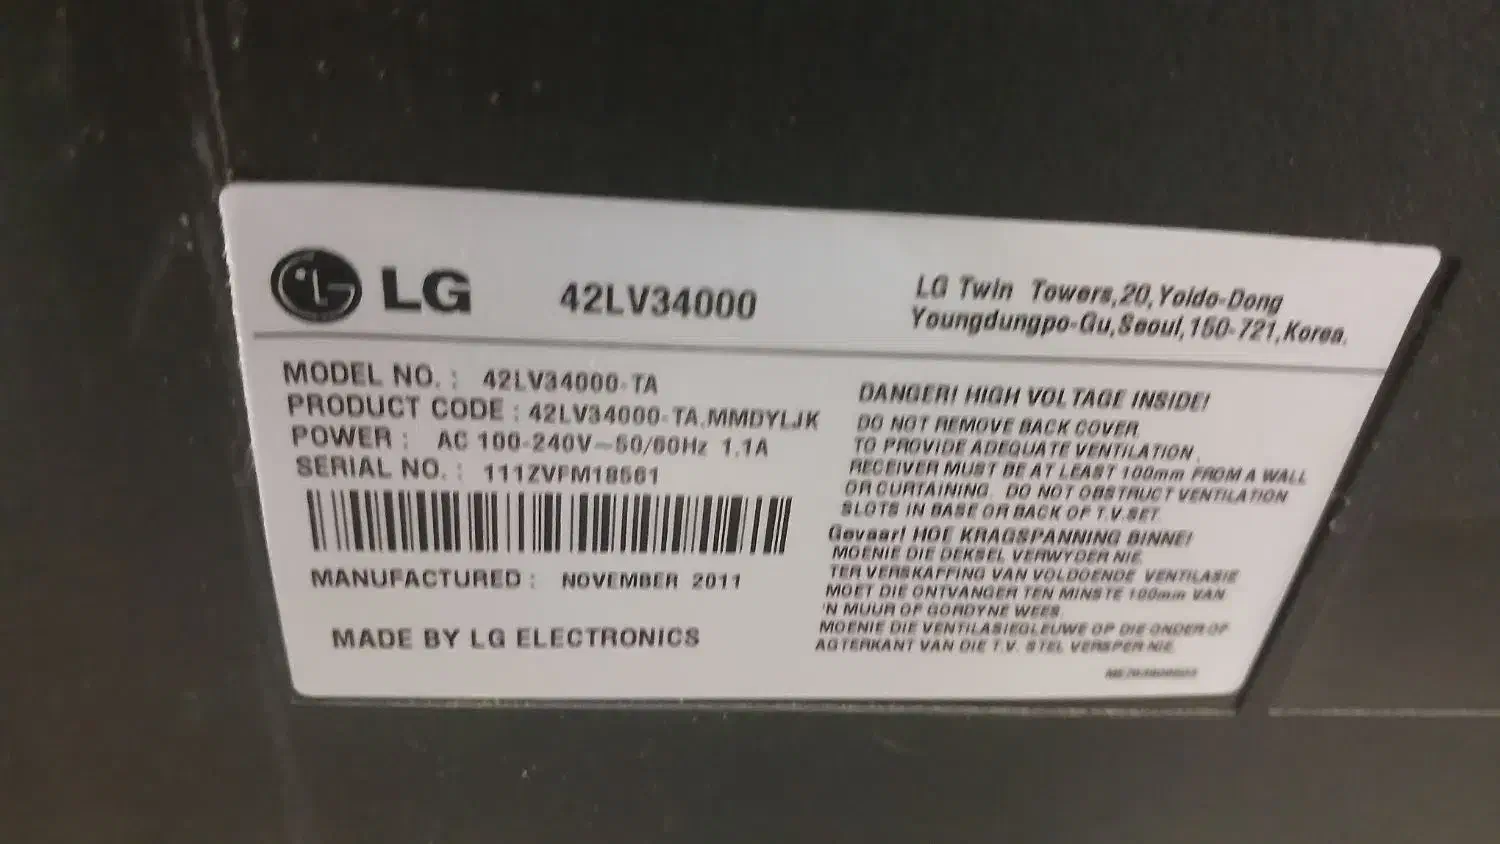 LG
42LV34000
LG Twin Towers,20,Yoido-Dong
Youngdungpo-Gu,Seoul,150-721,Korea.
MODEL NO. : 42LV34000-TA
PRODUCT CODE : 42LV34000-TA.MMDYLJK
POWER : AC 100-240V~50/60Hz 1.1A
SERIAL NO. : 111ZVFM18561
MANUFACTURED : NOVEMBER 2011
MADE BY LG ELECTRONICS
DANGER! HIGH VOLTAGE INSIDE!
DO NOT REMOVE BACK COVER
TO PROVIDE ADEQUATE VENTILATION,
RECEIVER MUST BE AT LEAST 100mm FROM A WALL
OR CURTAINING. DO NOT OBSTRUCT VENTILATION
SLOTS IN BASE OR BACK OF T.V.SET
Gevaar! HOE KRAGSPANNING BINNE!
MOENIE DIE DEKSEL VERWYDER NIE.
TER VERSKAFFING VAN VOLDOENDE VENTILASIE
MOET DIE ONTVANGER TEN MINSTE 100mm VAN
'N MUUR OF GORDYNE WEES.
MOENIE DIE VENTILASIEGLEUWE OP DIE ONDER-OF
AGTERKANT VAN DIE T.V. STEL VERSPER NIE.